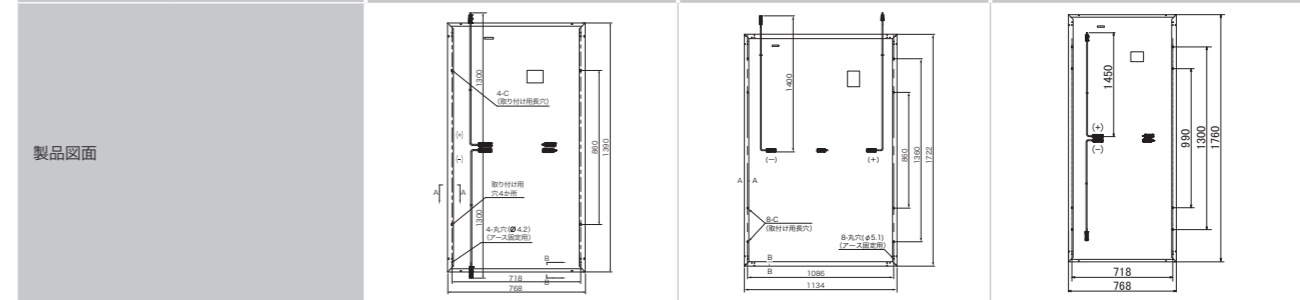 製品図面
1300
4-C
(取り付け用長穴)
(+)
(−)
860
1390
A
A
取り付け用
穴4か所
1300
4-丸穴(Ø4.2)
(アース固定用)
B
B
718
768
1400
(−)
(+)
860
1360
1722
A
A
8-C
(取付け用長穴)
8-丸穴(φ5.1)
(アース固定用)
B
B
1086
1134
1450
(+)
(−)
990
1300
1760
718
768